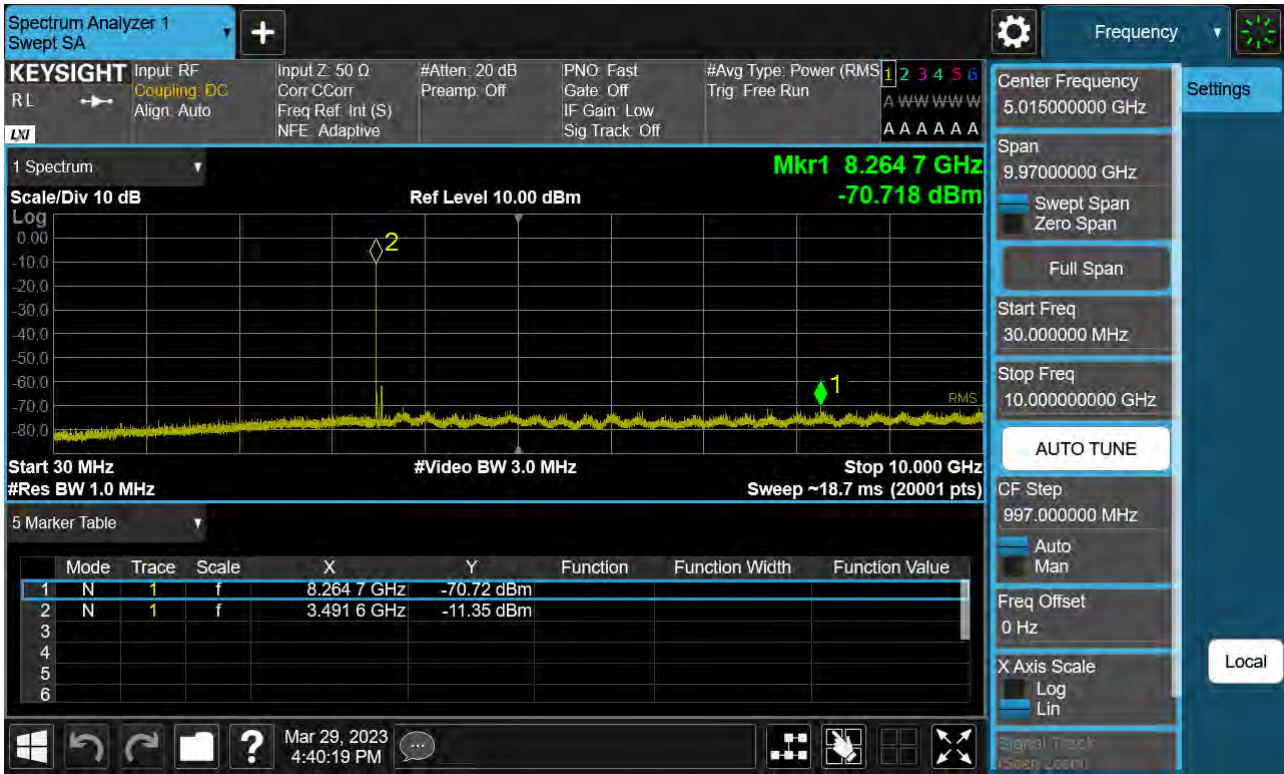 Spectrum Analyzer 1
Swept SA
+
Frequency
KEYSIGHT
RL
LXI
Input: RF
Coupling: DC
Align: Auto
Input Z: 50 Ω
Corr CCorr
Freq Ref: Int (S)
NFE: Adaptive
#Atten: 20 dB
Preamp: Off
PNO: Fast
Gate: Off
IF Gain: Low
Sig Track: Off
#Avg Type: Power (RMS
Trig: Free Run
1 2 3 4 5 6
A W W W W W
A A A A A A
1 Spectrum
Scale/Div 10 dB
Ref Level 10.00 dBm
Mkr1 8.264 7 GHz
-70.718 dBm
Log
0.00
-10.0
-20.0
-30.0
-40.0
-50.0
-60.0
-70.0
-80.0
2
1
RMS
Start 30 MHz
#Video BW 3.0 MHz
Stop 10.000 GHz
#Res BW 1.0 MHz
Sweep ~18.7 ms (20001 pts)
5 Marker Table
Mode Trace Scale X Y Function Function Width Function Value
1 N 1 f 8.264 7 GHz -70.72 dBm
2 N 1 f 3.491 6 GHz -11.35 dBm
3
4
5
6
Mar 29, 2023
4:40:19 PM
?
Center Frequency
5.015000000 GHz
Span
9.97000000 GHz
Swept Span
Zero Span
Full Span
Start Freq
30.000000 MHz
Stop Freq
10.000000000 GHz
AUTO TUNE
CF Step
997.000000 MHz
Auto
Man
Freq Offset
0 Hz
X Axis Scale
Log
Lin
Signal Track
(Span Zoom)
Settings
Local